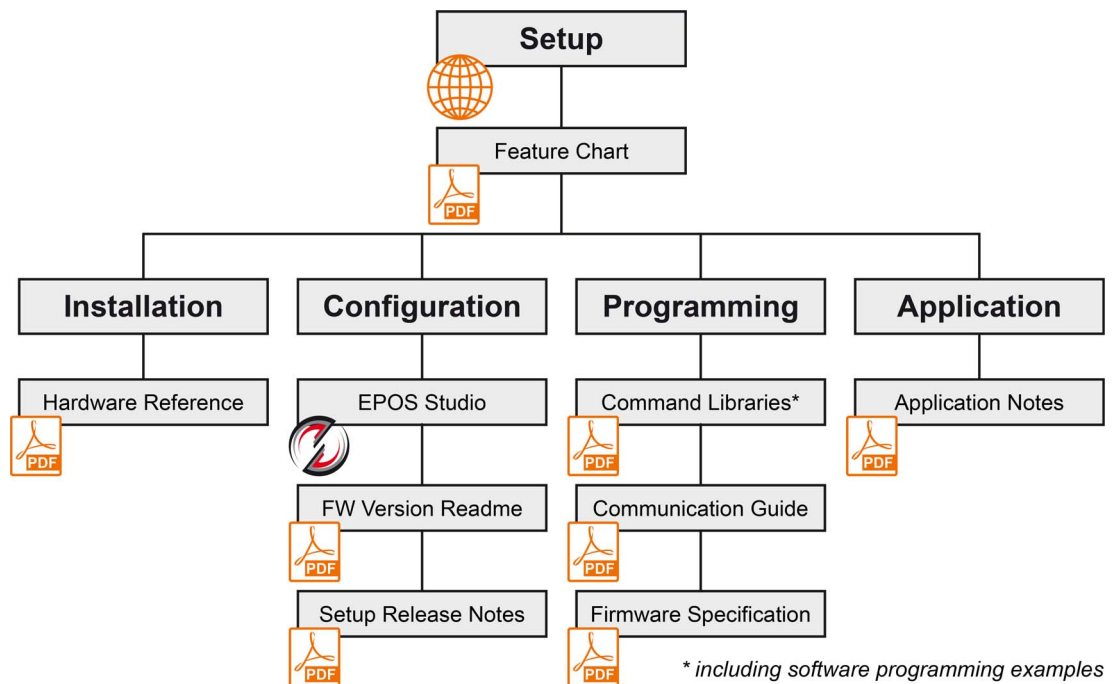 Setup
Feature Chart
PDF
Installation
Configuration
Programming
Application
Hardware Reference
EPOS Studio
Command Libraries*
Application Notes
PDF
PDF
PDF
FW Version Readme
Communication Guide
PDF
PDF
Setup Release Notes
Firmware Specification
PDF
PDF
* including software programming examples